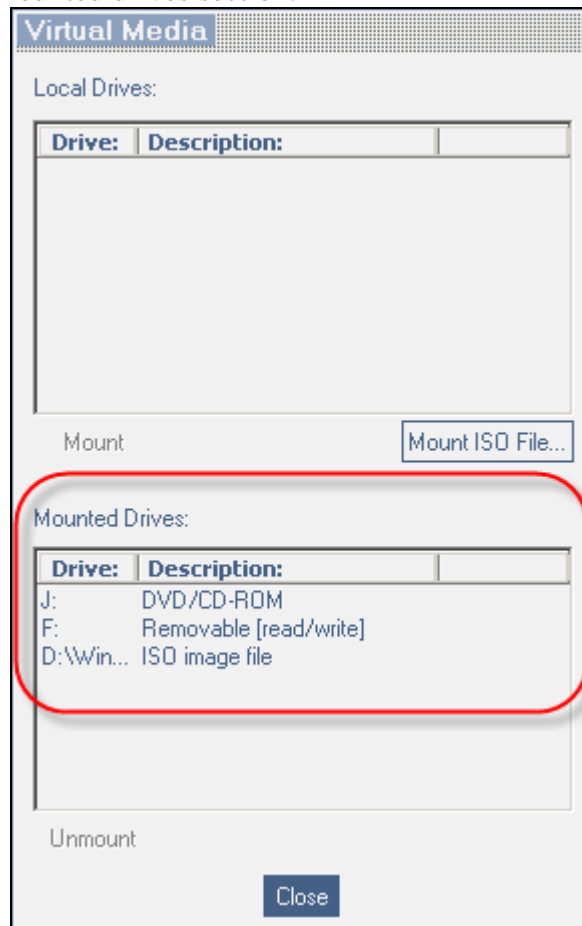 Virtual Media
Local Drives:
Drive: Description:
Mount Mount ISO File...
Mounted Drives:
Drive: Description:
J: DVD/CD-ROM
F: Removable [read/write]
D:\Win... ISO image file
Unmount
Close